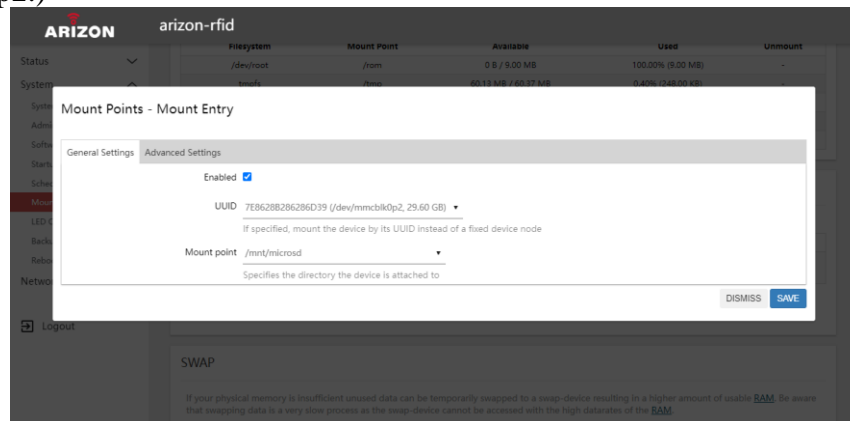 ARIZON arizon-rfid
Filesystem Mount Point Available Used Unmount
Status
/dev/root /rom 0 B / 9.00 MB 100.00% (9.00 MB) -
System
tmpfs /tmp 60.13 MB / 60.37 MB 0.40% (248.00 KB) -
Mount Points - Mount Entry
General Settings Advanced Settings
Enabled
UUID 7E8628B286286D39 (/dev/mmcblk0p2, 29.60 GB)
If specified, mount the device by its UUID instead of a fixed device node
Mount point /mnt/microsd
Specifies the directory the device is attached to
DISMISS SAVE
Logout
SWAP
If your physical memory is insufficient unused data can be temporarily swapped to a swap-device resulting in a higher amount of usable RAM. Be aware
that swapping data is a very slow process as the swap-device cannot be accessed with the high datarates of the RAM.